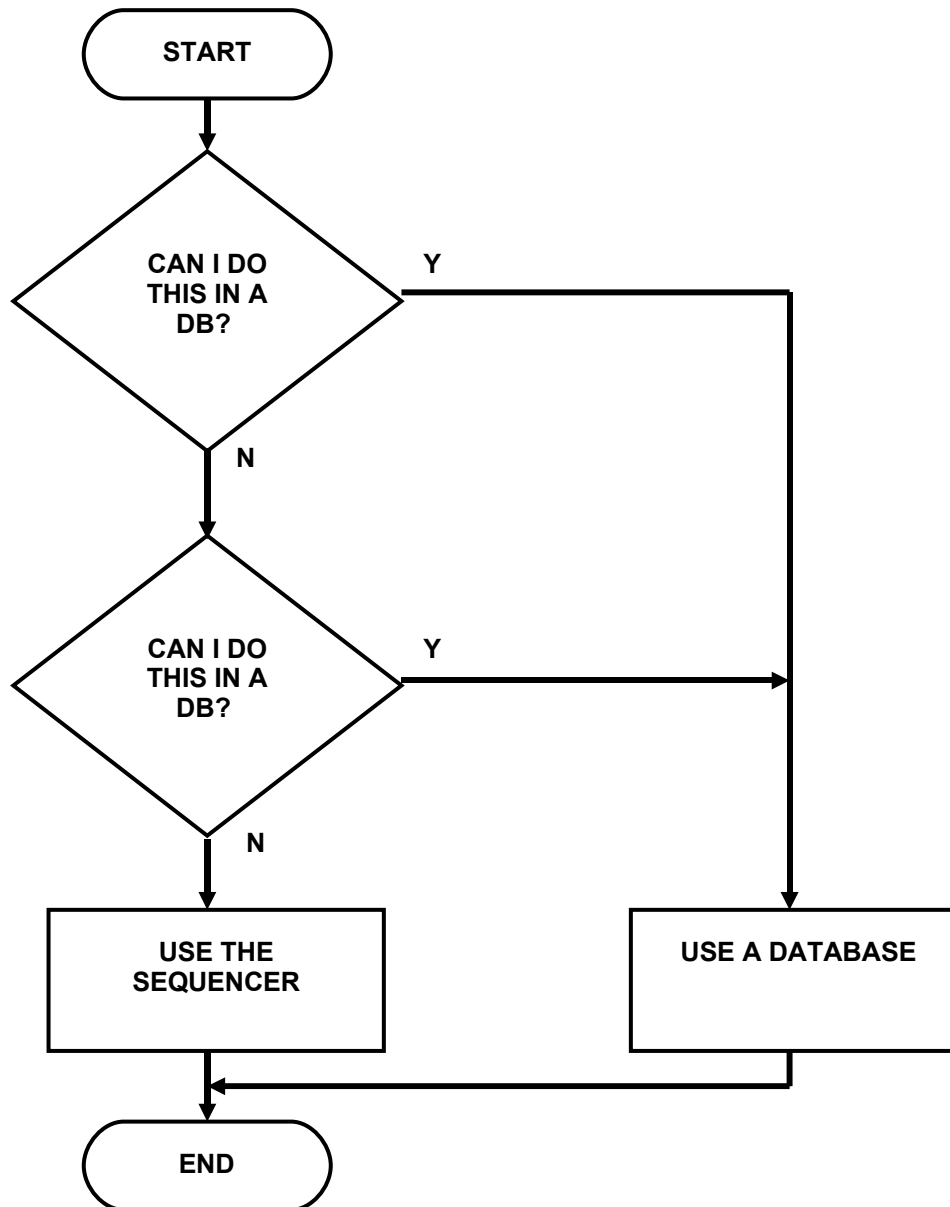 START
CAN I DO
THIS IN A
DB?
Y
N
CAN I DO
THIS IN A
DB?
Y
N
USE THE
SEQUENCER
USE A DATABASE
END